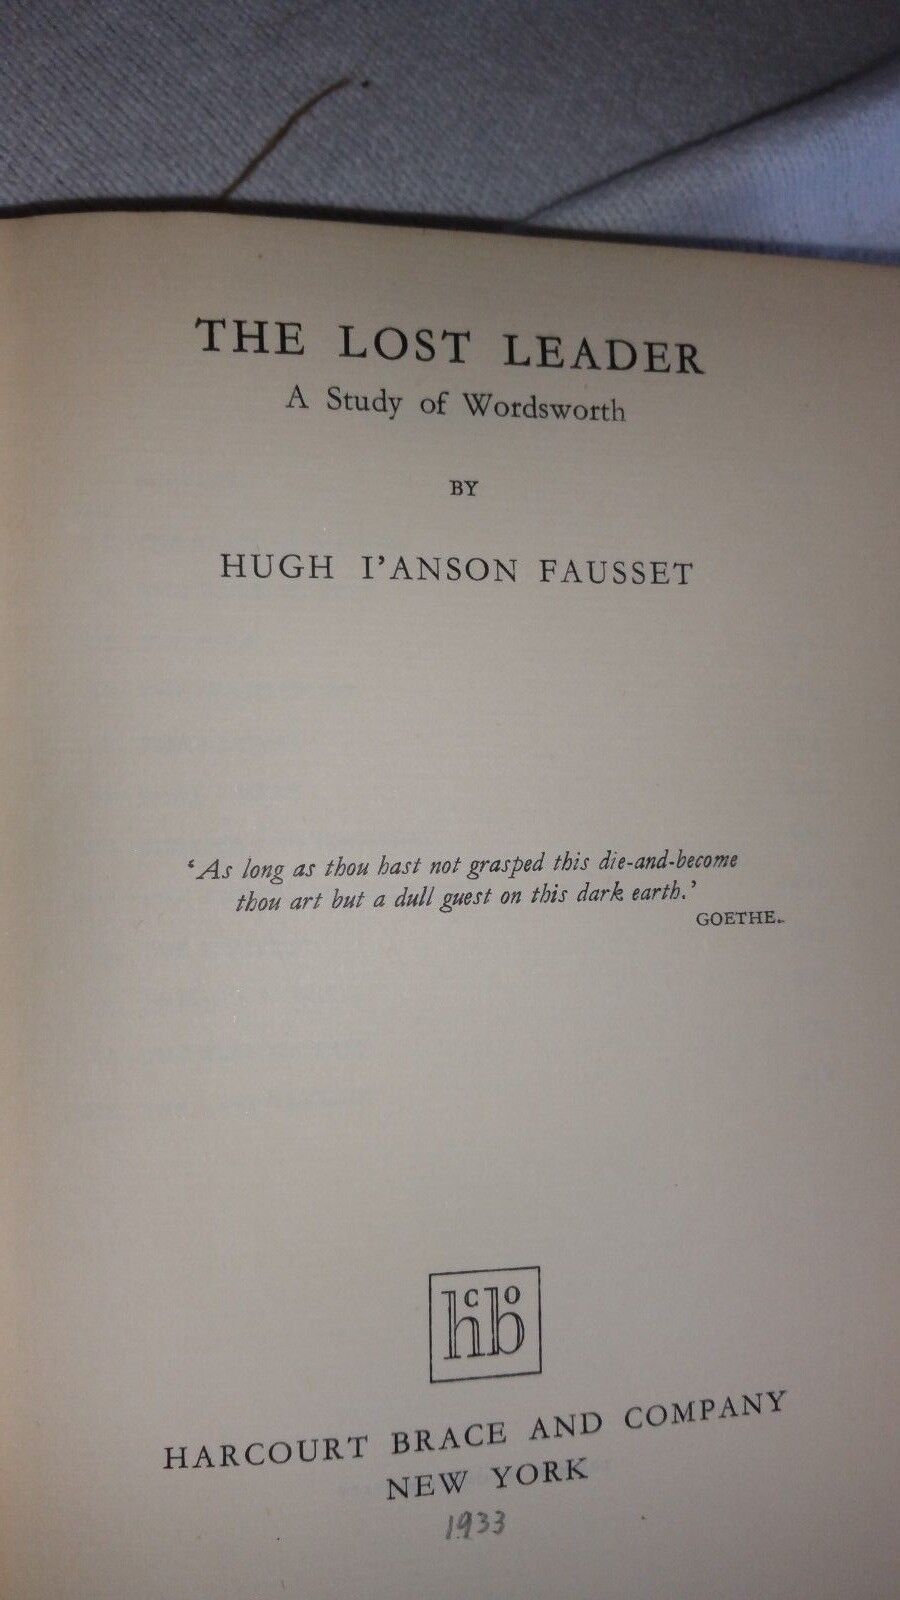 THE LOST LEADER
A Study of Wordsworth
BY
HUGH I'ANSON FAUSSET
‘As long as thou hast not grasped this die-and-become
thou art but a dull guest on this dark earth.’
GOETHE.
hcbo
HARCOURT BRACE AND COMPANY
NEW YORK
1933